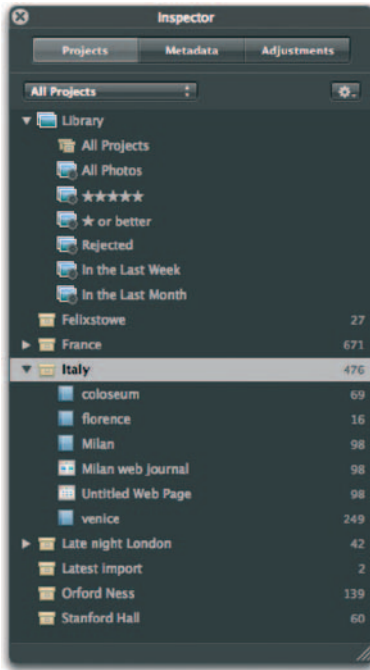 Inspector
Projects Metadata Adjustments
All Projects
Library
All Projects
All Photos
★★★★★
★ or better
Rejected
In the Last Week
In the Last Month
Felixstowe 27
France 671
Italy 476
coloseum 69
florence 16
Milan 98
Milan web journal 98
Untitled Web Page 98
venice 249
Late night London 42
Latest import 2
Orford Ness 139
Stanford Hall 60